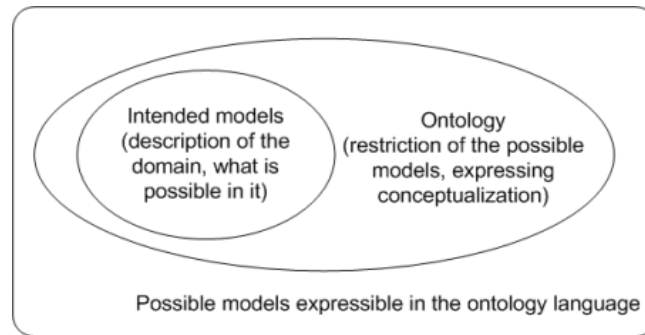 Intended models
(description of the
domain, what is
possible in it)
Ontology
(restriction of the possible
models, expressing
conceptualization)
Possible models expressible in the ontology language